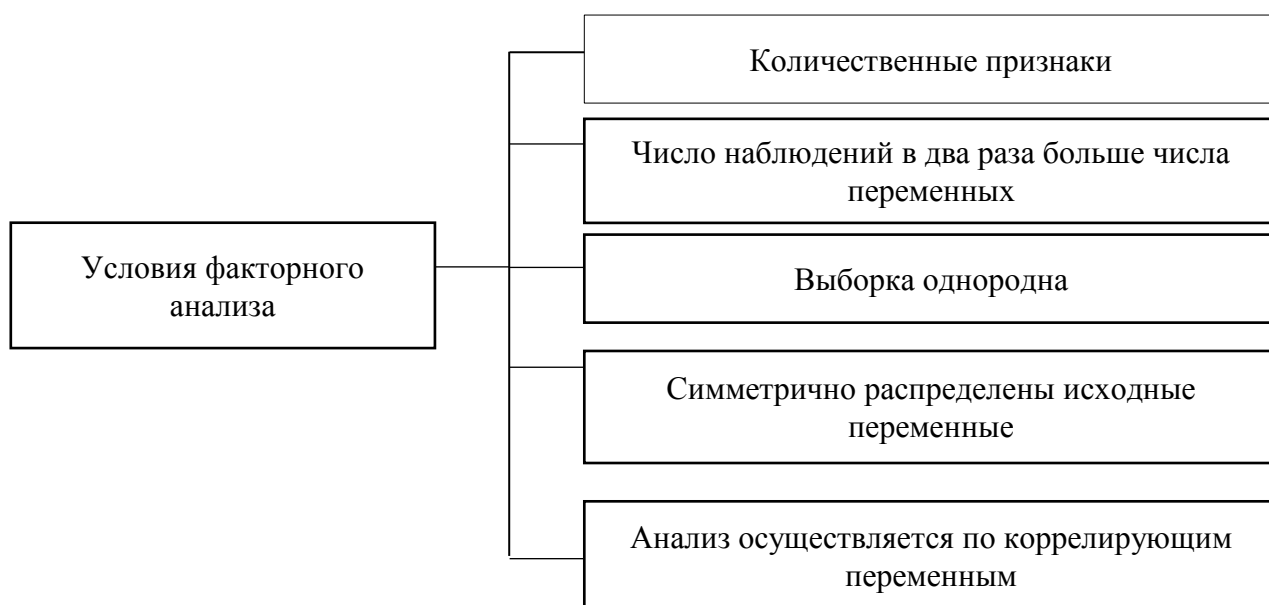 Количественные признаки
Число наблюдений в два раза больше числа
переменных
Условия факторного
анализа
Выборка однородна
Симметрично распределены исходные
переменные
Анализ осуществляется по коррелирующим
переменным